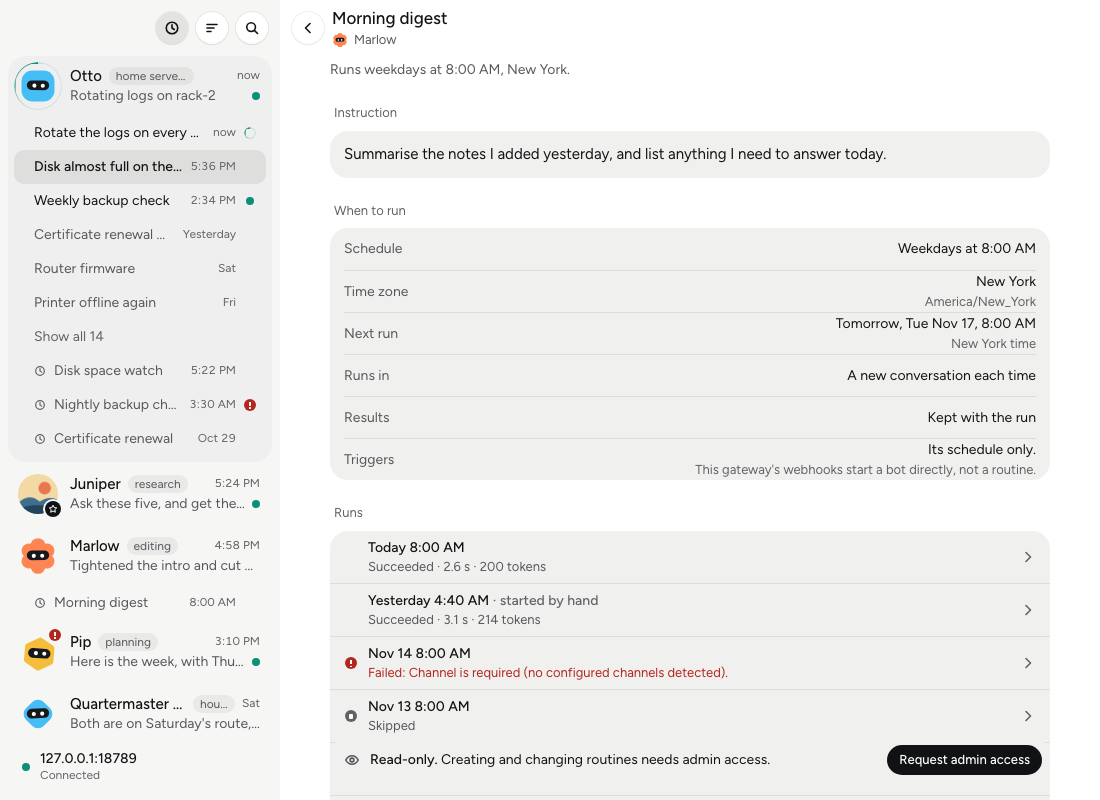 Otto
home serve...
now
Rotating logs on rack-2
Rotate the logs on every ...
now
Disk almost full on the...
5:36 PM
Weekly backup check
2:34 PM
Certificate renewal ...
Yesterday
Router firmware
Sat
Printer offline again
Fri
Show all 14
Disk space watch
5:22 PM
Nightly backup ch...
3:30 AM
Certificate renewal
Oct 29
Juniper
research
5:24 PM
Ask these five, and get the...
Marlow
editing
4:58 PM
Tightened the intro and cut ...
Morning digest
8:00 AM
Pip
planning
3:10 PM
Here is the week, with Thu...
Quartermaster ...
hou...
Sat
Both are on Saturday's route,...
127.0.0.1:18789
Connected
Morning digest
Marlow
Runs weekdays at 8:00 AM, New York.
Instruction
Summarise the notes I added yesterday, and list anything I need to answer today.
When to run
Schedule
Weekdays at 8:00 AM
Time zone
New York
America/New_York
Next run
Tomorrow, Tue Nov 17, 8:00 AM
New York time
Runs in
A new conversation each time
Results
Kept with the run
Triggers
Its schedule only.
This gateway's webhooks start a bot directly, not a routine.
Runs
Today 8:00 AM
Succeeded · 2.6 s · 200 tokens
Yesterday 4:40 AM · started by hand
Succeeded · 3.1 s · 214 tokens
Nov 14 8:00 AM
Failed: Channel is required (no configured channels detected).
Nov 13 8:00 AM
Skipped
Read-only. Creating and changing routines needs admin access.
Request admin access